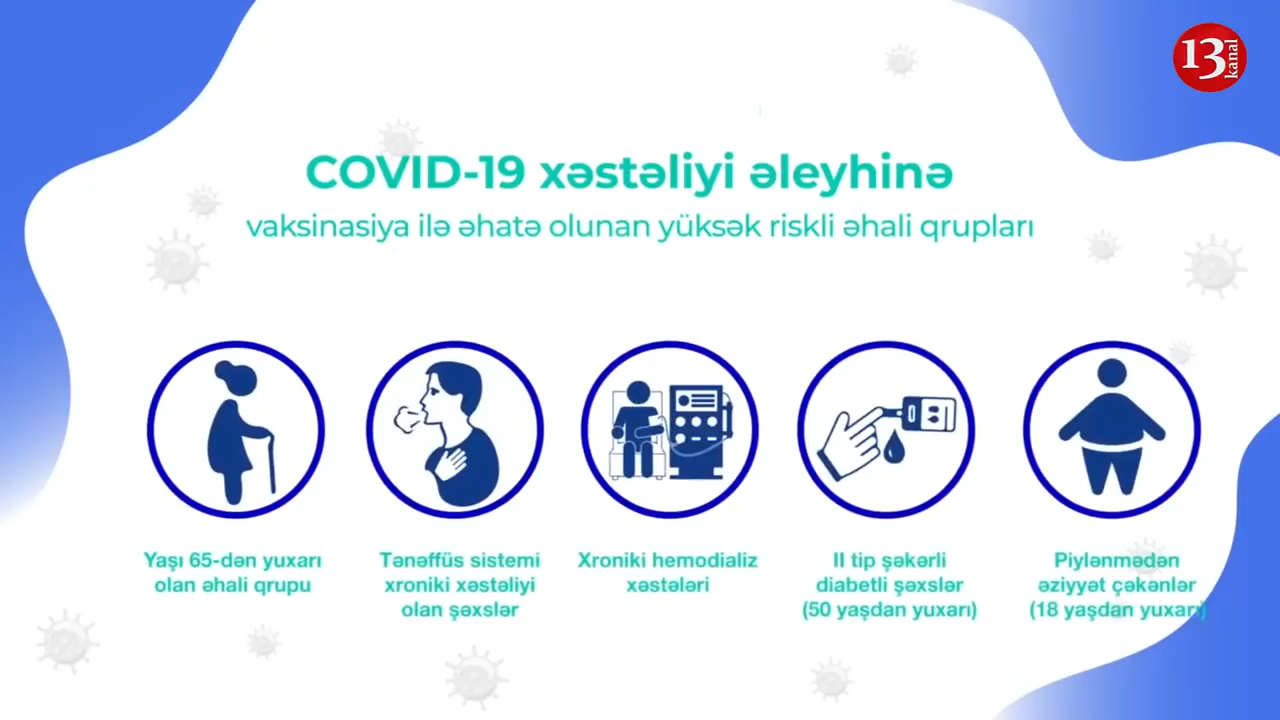 13 kanal
COVID-19 xəstəliyi əleyhinə
vaksinasiya ilə əhatə olunan yüksək riskli əhali qrupları
Yaşı 65-dən yuxarı
olan əhali qrupu
Tənəffüs sistemi
xroniki xəstəliyi
olan şəxslər
Xroniki hemodializ
xəstələri
II tip şəkərli
diabetli şəxslər
(50 yaşdan yuxarı)
Piylənmədən
əziyyət çəkənlər
(18 yaşdan yuxarı)